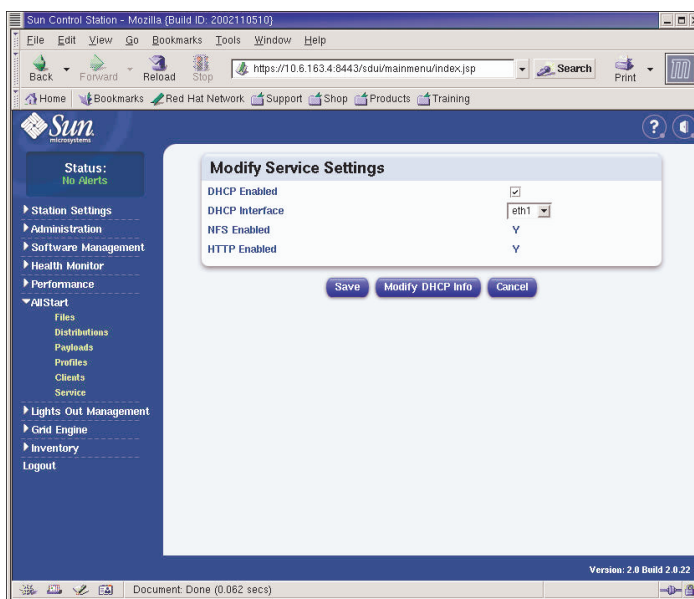 Sun Control Station - Mozilla {Build ID: 2002110510}
File Edit View Go Bookmarks Tools Window Help
Back Forward Reload Stop https://10.6.163.4:8443/sdui/mainmenu/index.jsp Search Print
Home Bookmarks Red Hat Network Support Shop Products Training
Sun
microsystems
?
Status:
No Alerts
Station Settings
Administration
Software Management
Health Monitor
Performance
AllStart
Files
Distributions
Payloads
Profiles
Clients
Service
Lights Out Management
Grid Engine
Inventory
Logout
Modify Service Settings
DHCP Enabled
DHCP Interface eth1
NFS Enabled Y
HTTP Enabled Y
Save Modify DHCP Info Cancel
Version: 2.0 Build 2.0.22
Document: Done (0.062 secs)